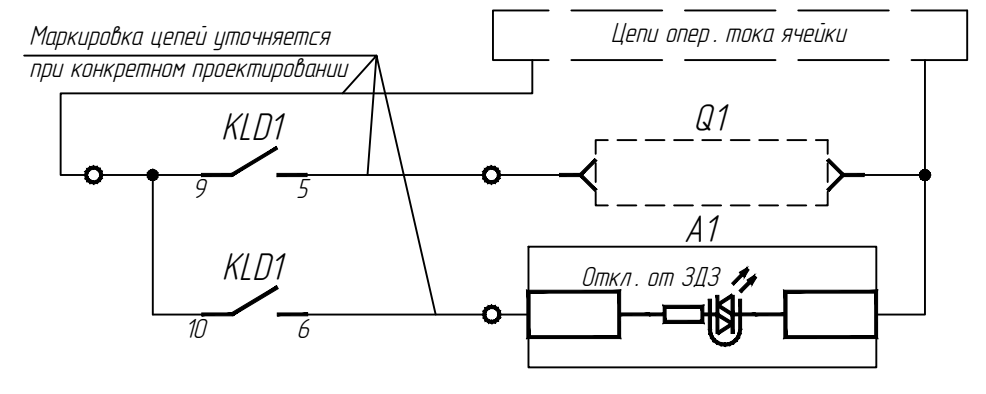 Маркировка цепей уточняется
при конкретном проектировании
Цепи опер. тока ячейки
KLD1
Q1
9
5
A1
KLD1
Откл. от ЗДЗ
10
6